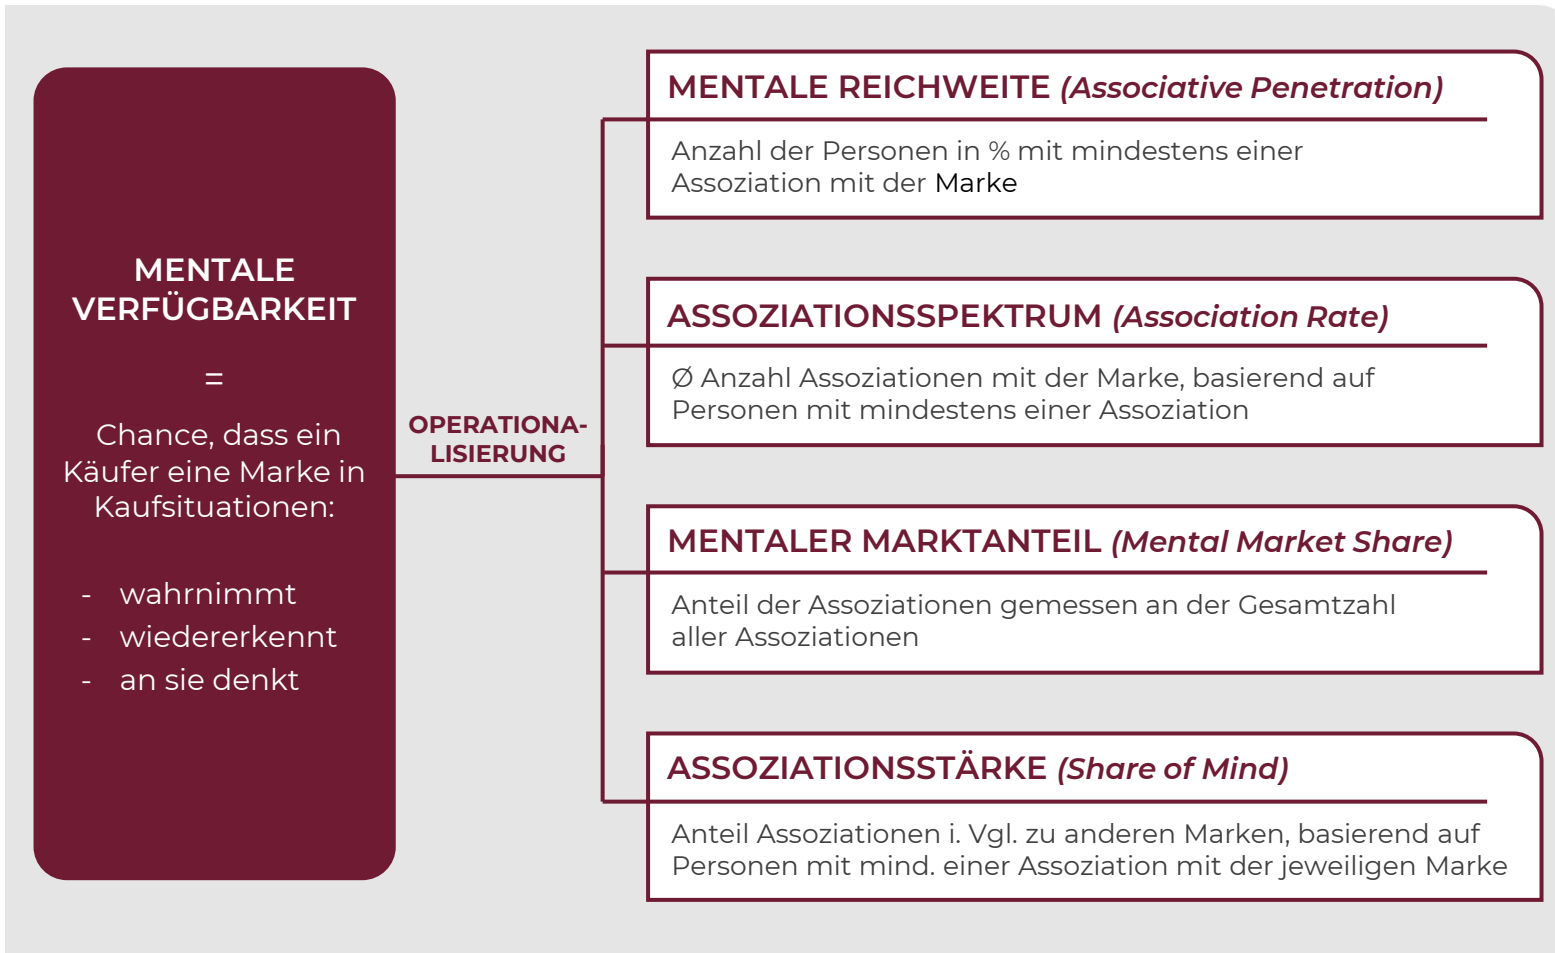 MENTALE
VERFÜGBARKEIT
=
Chance, dass ein
Käufer eine Marke in
Kaufsituationen:
- wahrnimmt
- wiedererkennt
- an sie denkt
OPERATIONA-
LISIERUNG
MENTALE REICHWEITE (Associative Penetration)
Anzahl der Personen in % mit mindestens einer
Assoziation mit der Marke
ASSOZIATIONSSPEKTRUM (Association Rate)
Ø Anzahl Assoziationen mit der Marke, basierend auf
Personen mit mindestens einer Assoziation
MENTALER MARKTANTEIL (Mental Market Share)
Anteil der Assoziationen gemessen an der Gesamtzahl
aller Assoziationen
ASSOZIATIONSSTÄRKE (Share of Mind)
Anteil Assoziationen i. Vgl. zu anderen Marken, basierend auf
Personen mit mind. einer Assoziation mit der jeweiligen Marke